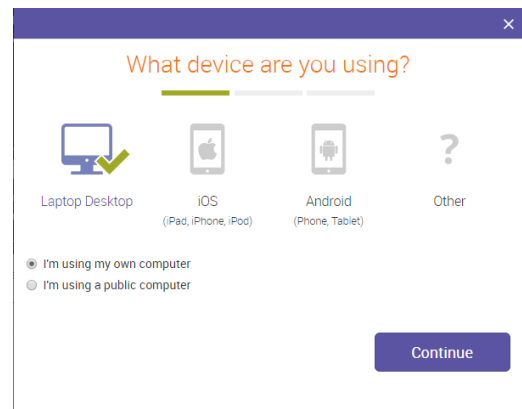 What device are you using?
Laptop Desktop
iOS
(iPad, iPhone, iPod)
Android
(Phone, Tablet)
?
Other
I'm using my own computer
I'm using a public computer
Continue